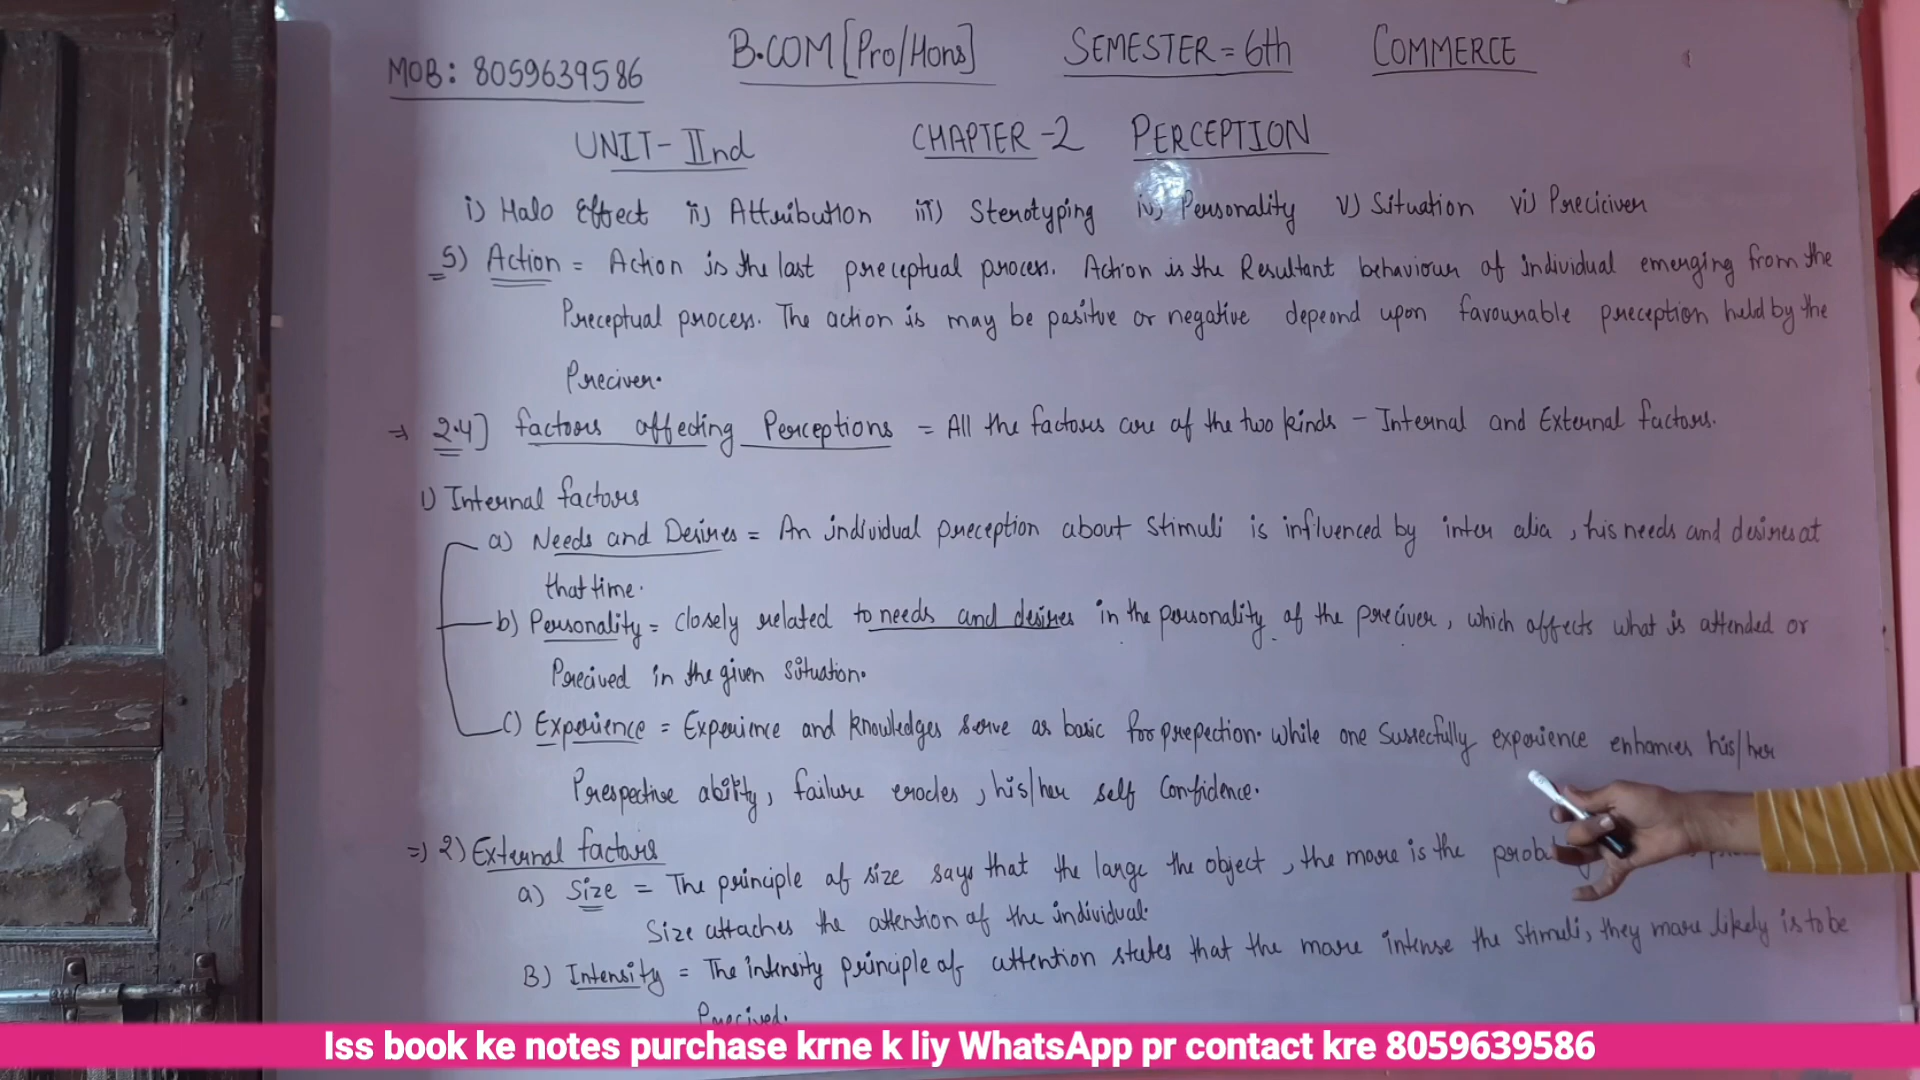 MOB: 8059639586 B.COM [Pro/Hons] SEMESTER = 6th COMMERCE
UNIT-IInd CHAPTER-2 PERCEPTION
i) Halo Effect ii) Attribution iii) Sterotyping iv) Personality v) Situation vi) Preciciver
5) Action = Action is the last preceptual process. Action is the Resultant behaviour of individual emerging from the
Preceptual process. The action is may be positve or negative depeond upon favourable preception held by the
Preciver.
⇒ 2.4] factors affecting Perceptions = All the factors are of the two kinds - Internal and External factors.
1) Internal factors
a) Needs and Desires = An individual preception about stimuli is influenced by inter alia, his needs and desires at
that time.
b) Personality = closely related to needs and desires in the personality of the preciver, which affects what is attended or
Precived in the given situation.
c) Experience = Experience and knowledges serve as basic for prepection. while one Sussecfully experience enhances his/her
Prespective ability, failure erodes, his/her self Confidence.
⇒ 2) External factors
a) Size = The principle of size says that the large the object, the more is the
Size attaches the attention of the individual.
B) Intensity = The intensity principle of attention states that the more intense the stimuli, they more likely is to be
Precived.
Iss book ke notes purchase krne k liy WhatsApp pr contact kre 8059639586